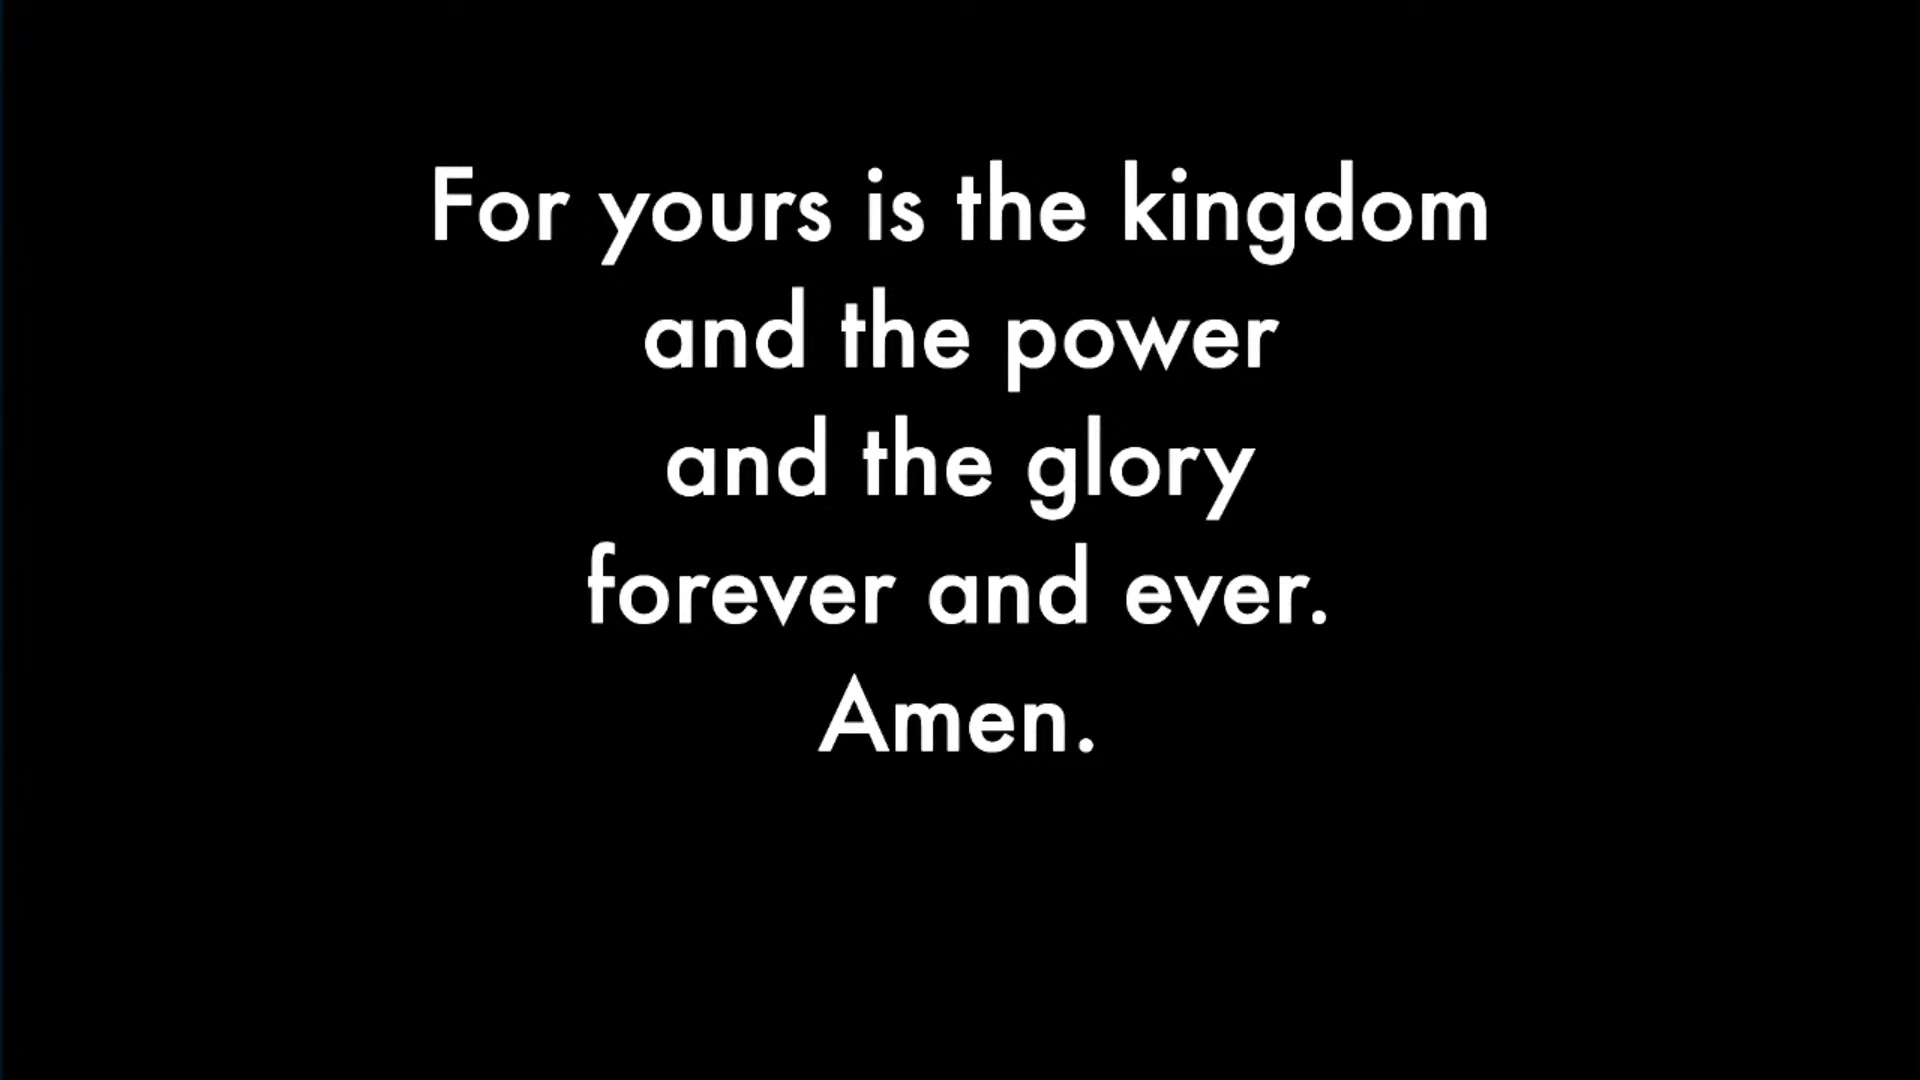 For yours is the kingdom
and the power
and the glory
forever and ever.
Amen.